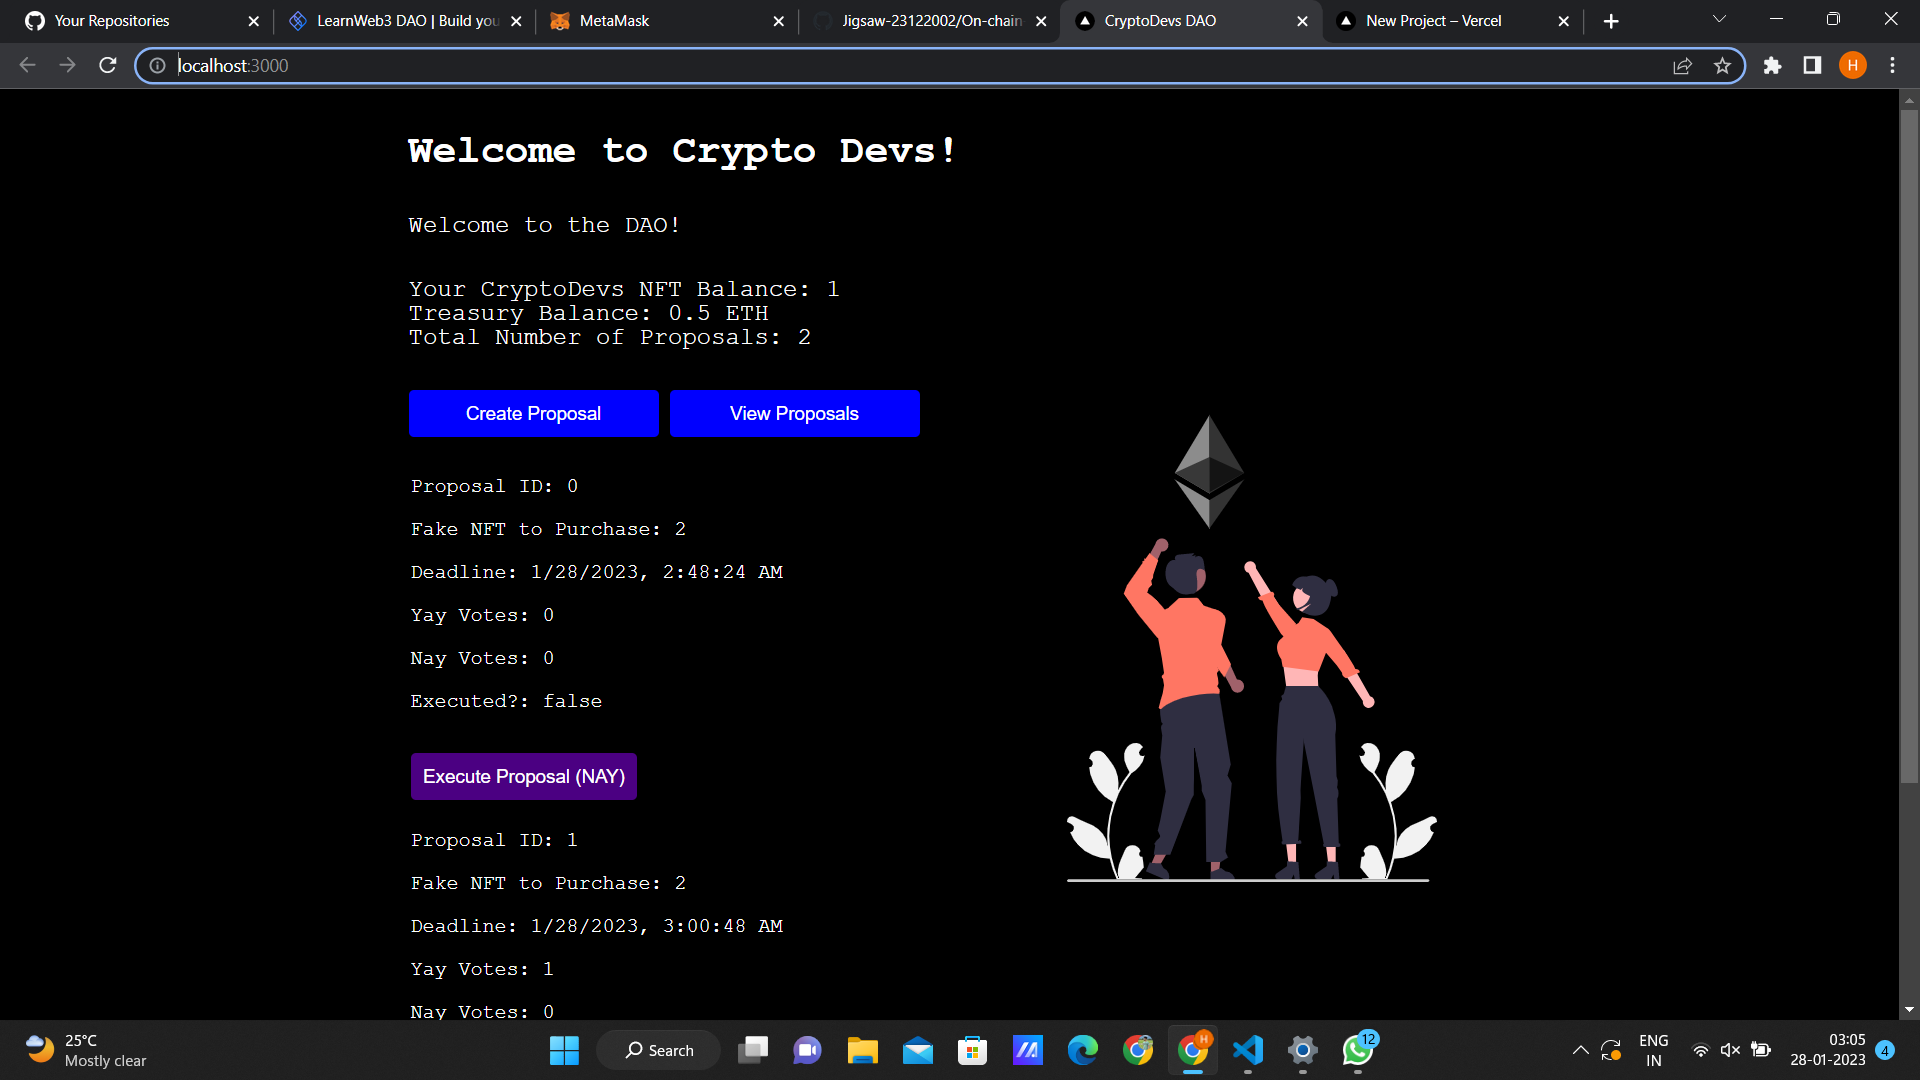 Your Repositories
LearnWeb3 DAO | Build you
MetaMask
Jigsaw-23122002/On-chain
CryptoDevs DAO
New Project – Vercel
localhost:3000
H
Welcome to Crypto Devs!
Welcome to the DAO!
Your CryptoDevs NFT Balance: 1
Treasury Balance: 0.5 ETH
Total Number of Proposals: 2
Create Proposal
View Proposals
Proposal ID: 0
Fake NFT to Purchase: 2
Deadline: 1/28/2023, 2:48:24 AM
Yay Votes: 0
Nay Votes: 0
Executed?: false
Execute Proposal (NAY)
Proposal ID: 1
Fake NFT to Purchase: 2
Deadline: 1/28/2023, 3:00:48 AM
Yay Votes: 1
Nay Votes: 0
25°C
Mostly clear
Search
H
12
ENG
IN
03:05
28-01-2023
4